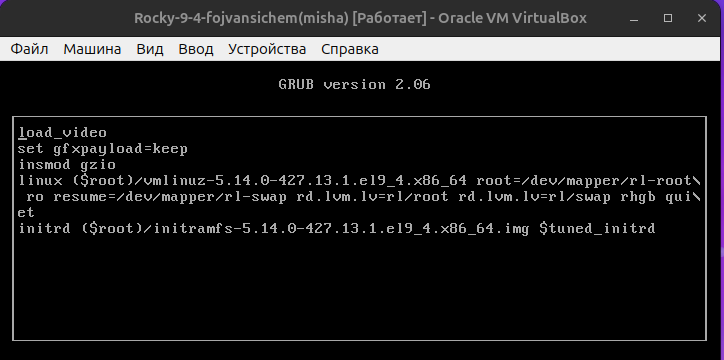 Rocky-9-4-fojvansichem(misha) [Работает] - Oracle VM VirtualBox
Файл Машина Вид Ввод Устройства Справка
GRUB version 2.06
load_video
set gfxpayload=keep
insmod gzio
linux ($root)/vmlinuz-5.14.0-427.13.1.el9_4.x86_64 root=/dev/mapper/rl-root\
ro resume=/dev/mapper/rl-swap rd.lvm.lv=rl/root rd.lvm.lv=rl/swap rhgb qui\
et
initrd ($root)/initramfs-5.14.0-427.13.1.el9_4.x86_64.img $tuned_initrd